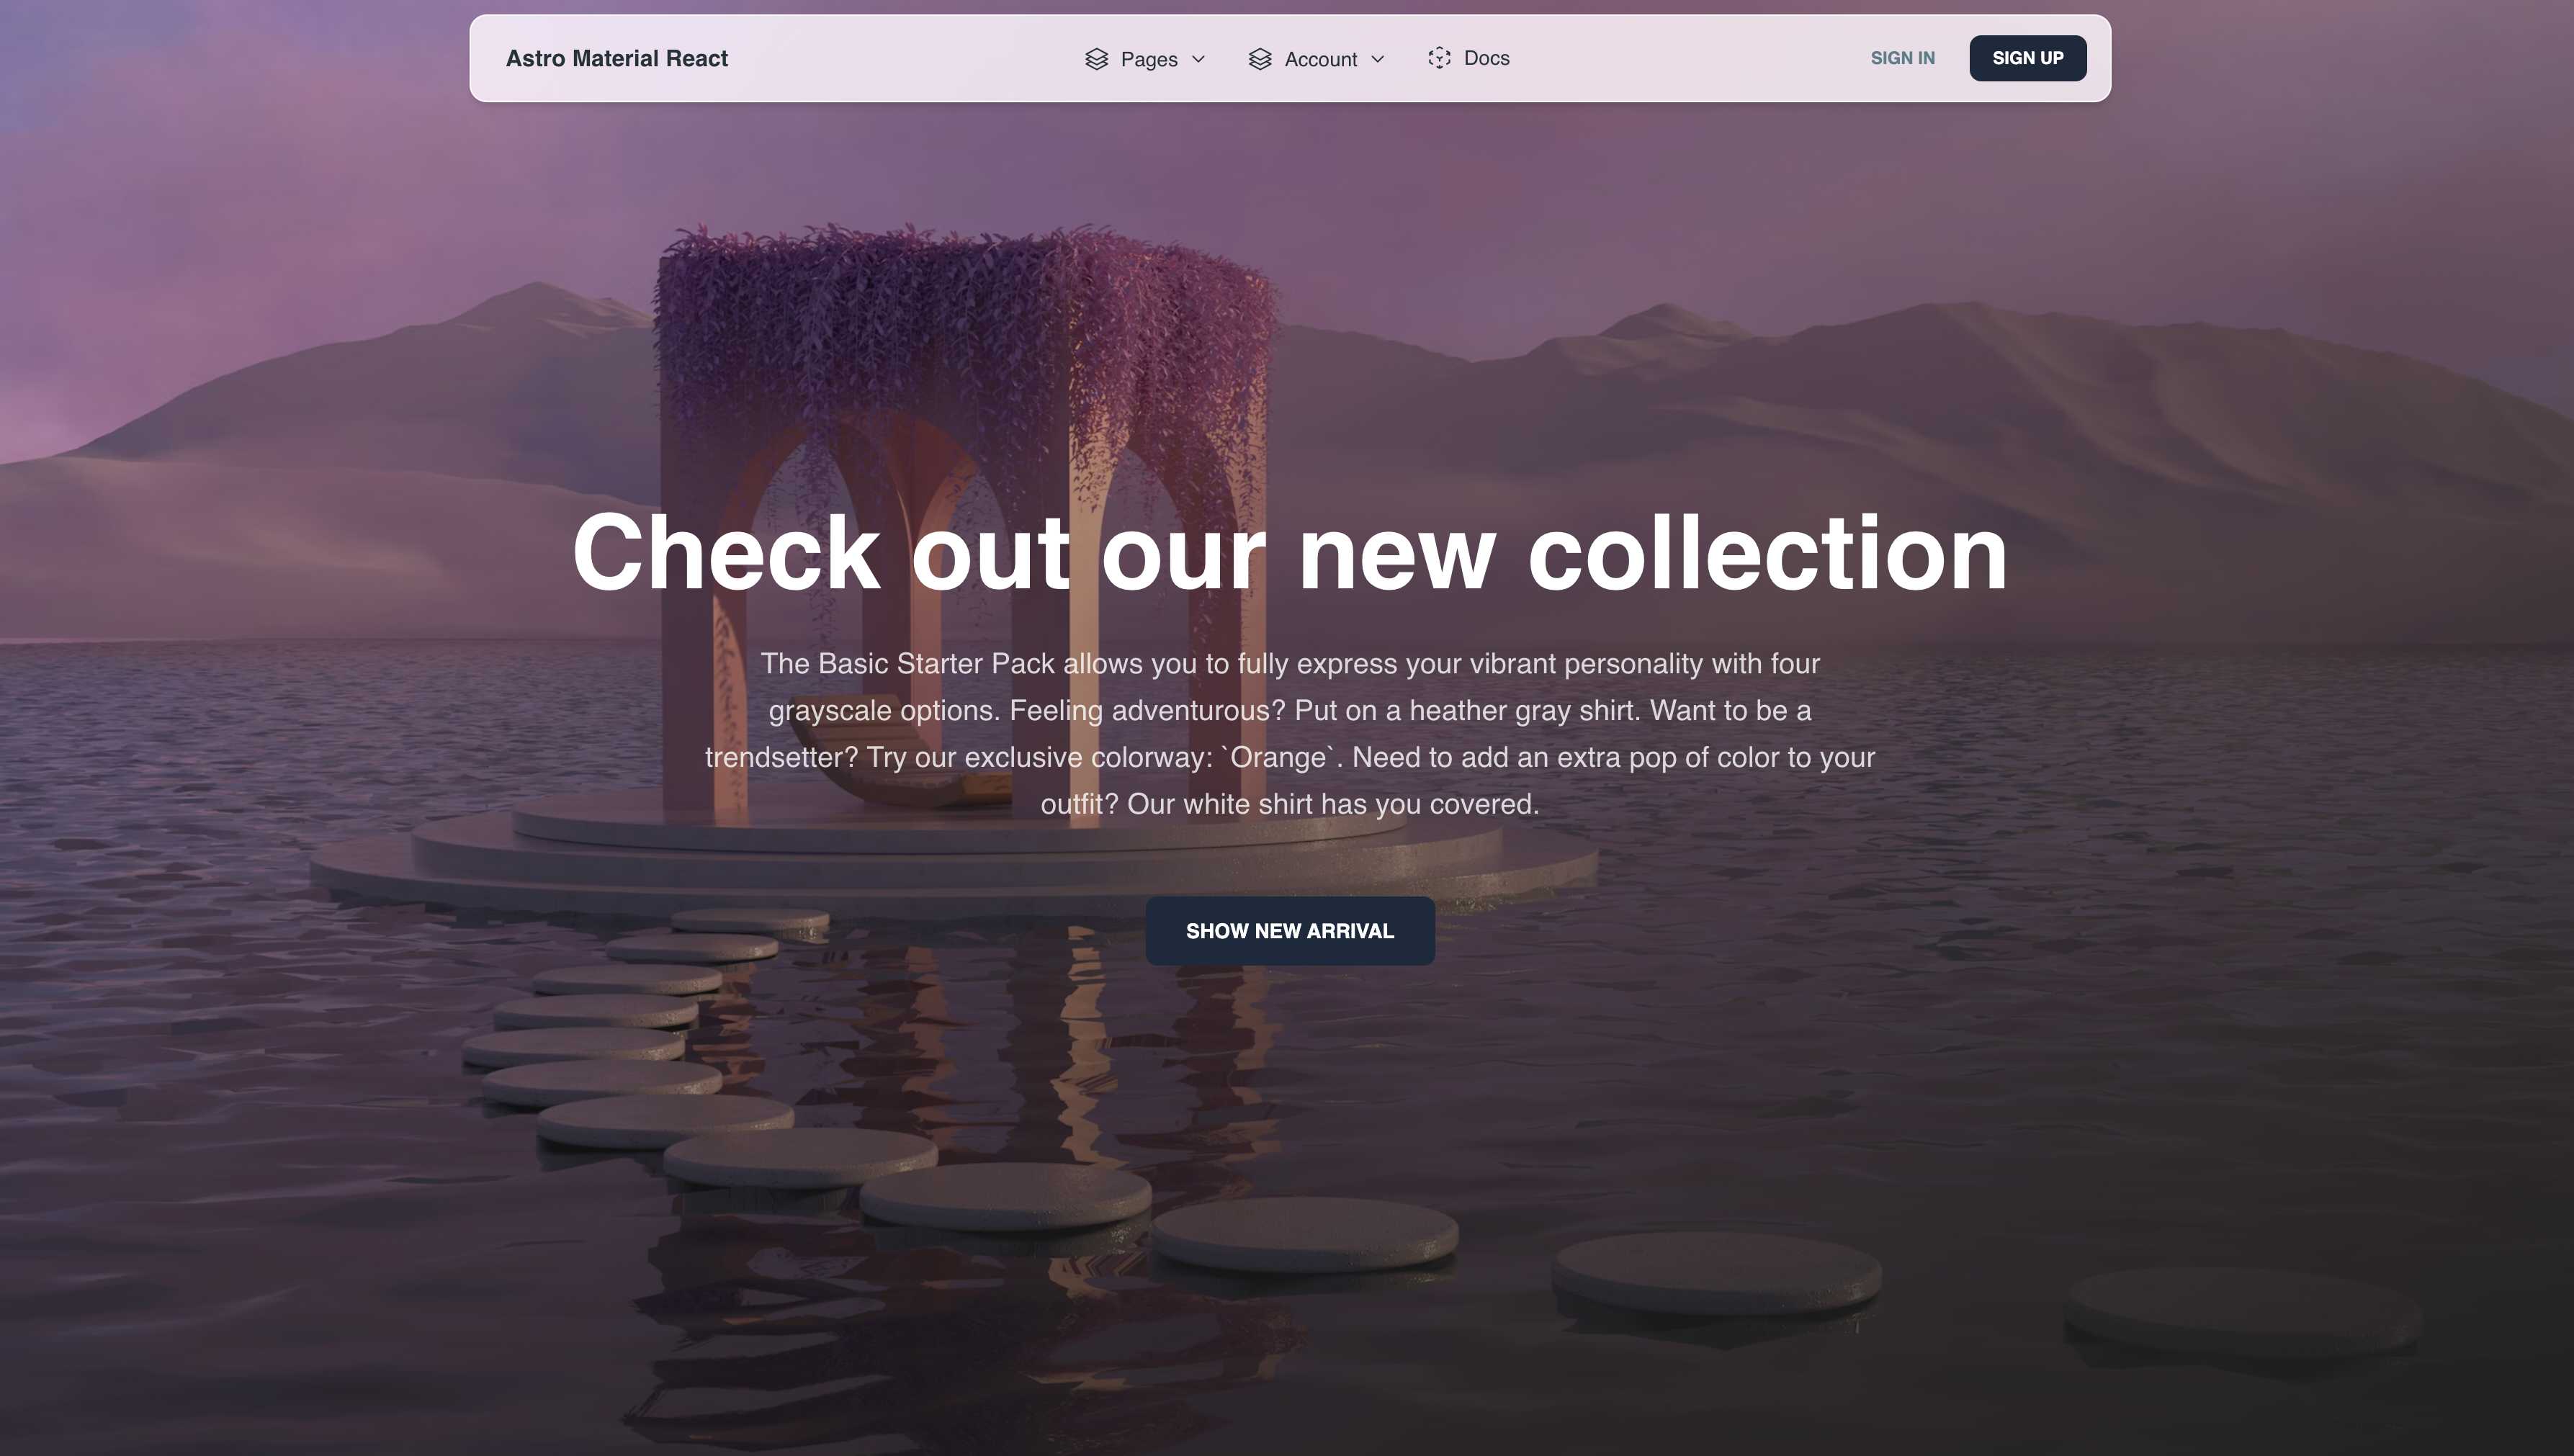 Astro Material React
Pages
Account
Docs
SIGN IN
SIGN UP
Check out our new collection
The Basic Starter Pack allows you to fully express your vibrant personality with four
grayscale options. Feeling adventurous? Put on a heather gray shirt. Want to be a
trendsetter? Try our exclusive colorway: `Orange`. Need to add an extra pop of color to your
outfit? Our white shirt has you covered.
SHOW NEW ARRIVAL